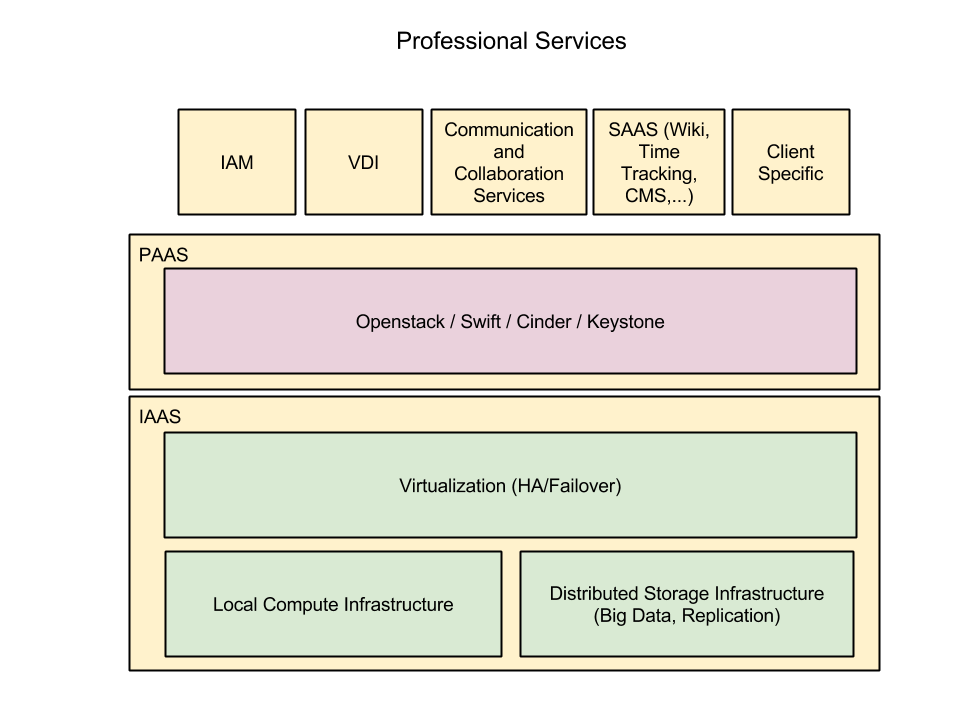 Professional Services
IAM
VDI
Communication
and
Collaboration
Services
SAAS (Wiki,
Time
Tracking,
CMS,...)
Client
Specific
PAAS
Openstack / Swift / Cinder / Keystone
IAAS
Virtualization (HA/Failover)
Local Compute Infrastructure
Distributed Storage Infrastructure
(Big Data, Replication)